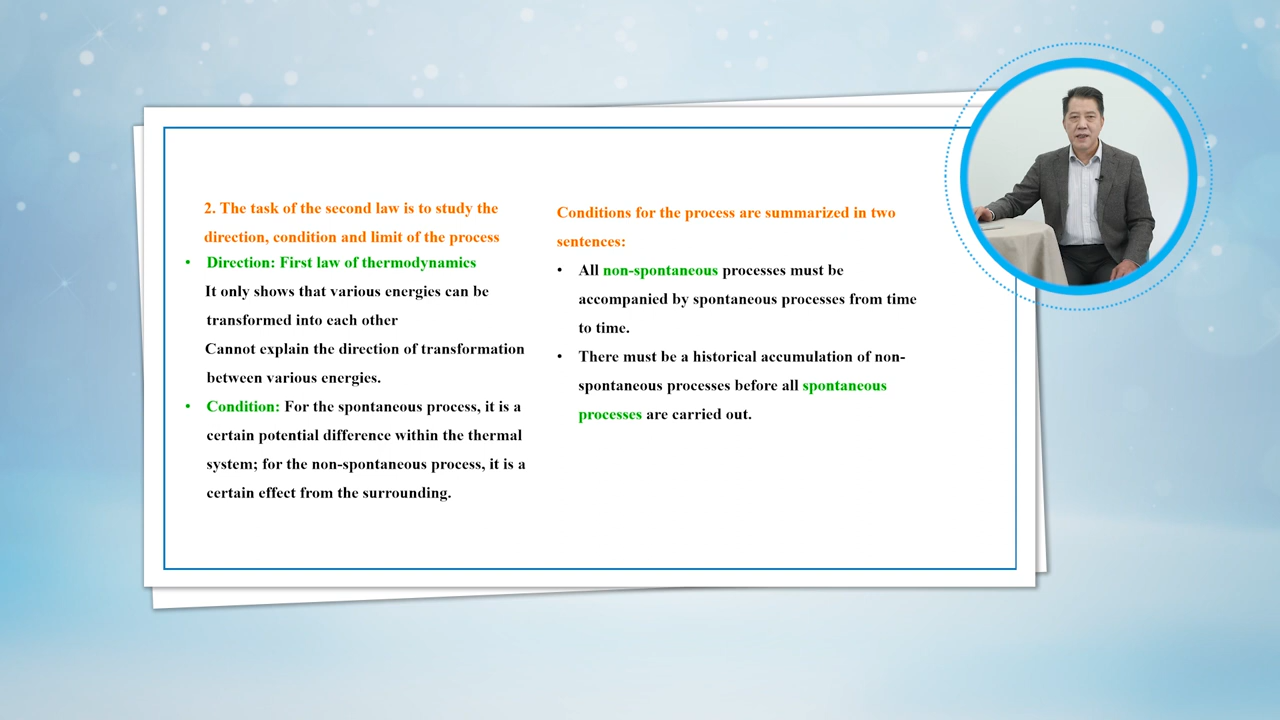 2. The task of the second law is to study the
direction, condition and limit of the process
• Direction: First law of thermodynamics
It only shows that various energies can be
transformed into each other
Cannot explain the direction of transformation
between various energies.
• Condition: For the spontaneous process, it is a
certain potential difference within the thermal
system; for the non-spontaneous process, it is a
certain effect from the surrounding.
Conditions for the process are summarized in two
sentences:
• All non-spontaneous processes must be
accompanied by spontaneous processes from time
to time.
• There must be a historical accumulation of non-
spontaneous processes before all spontaneous
processes are carried out.